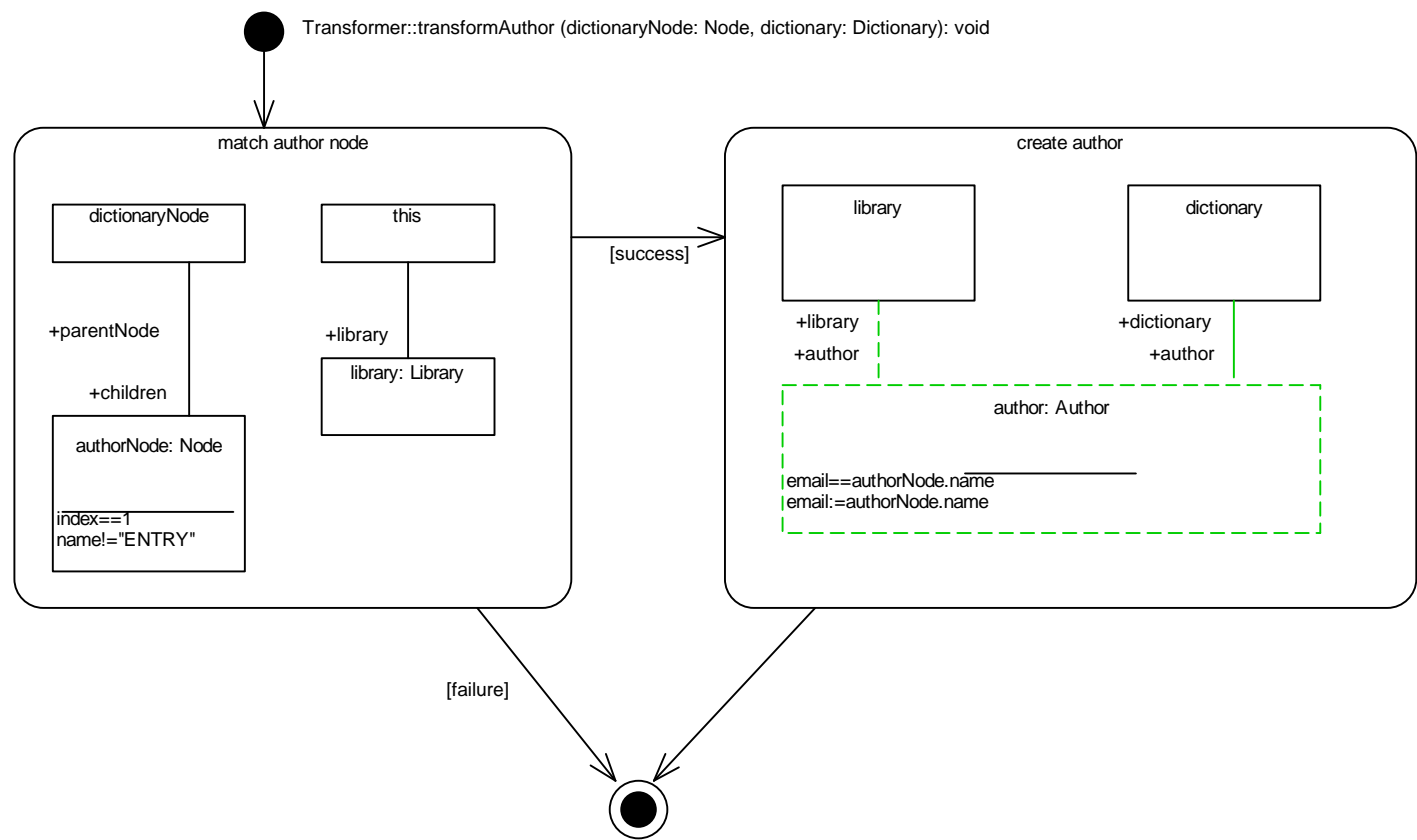 Transformer::transformAuthor (dictionaryNode: Node, dictionary: Dictionary): void
match author node
dictionaryNode
this
+parentNode
+children
+library
library: Library
authorNode: Node
index==1
name!="ENTRY"
[success]
create author
library
dictionary
+library
+author
+dictionary
+author
author: Author
email==authorNode.name
email:=authorNode.name
[failure]